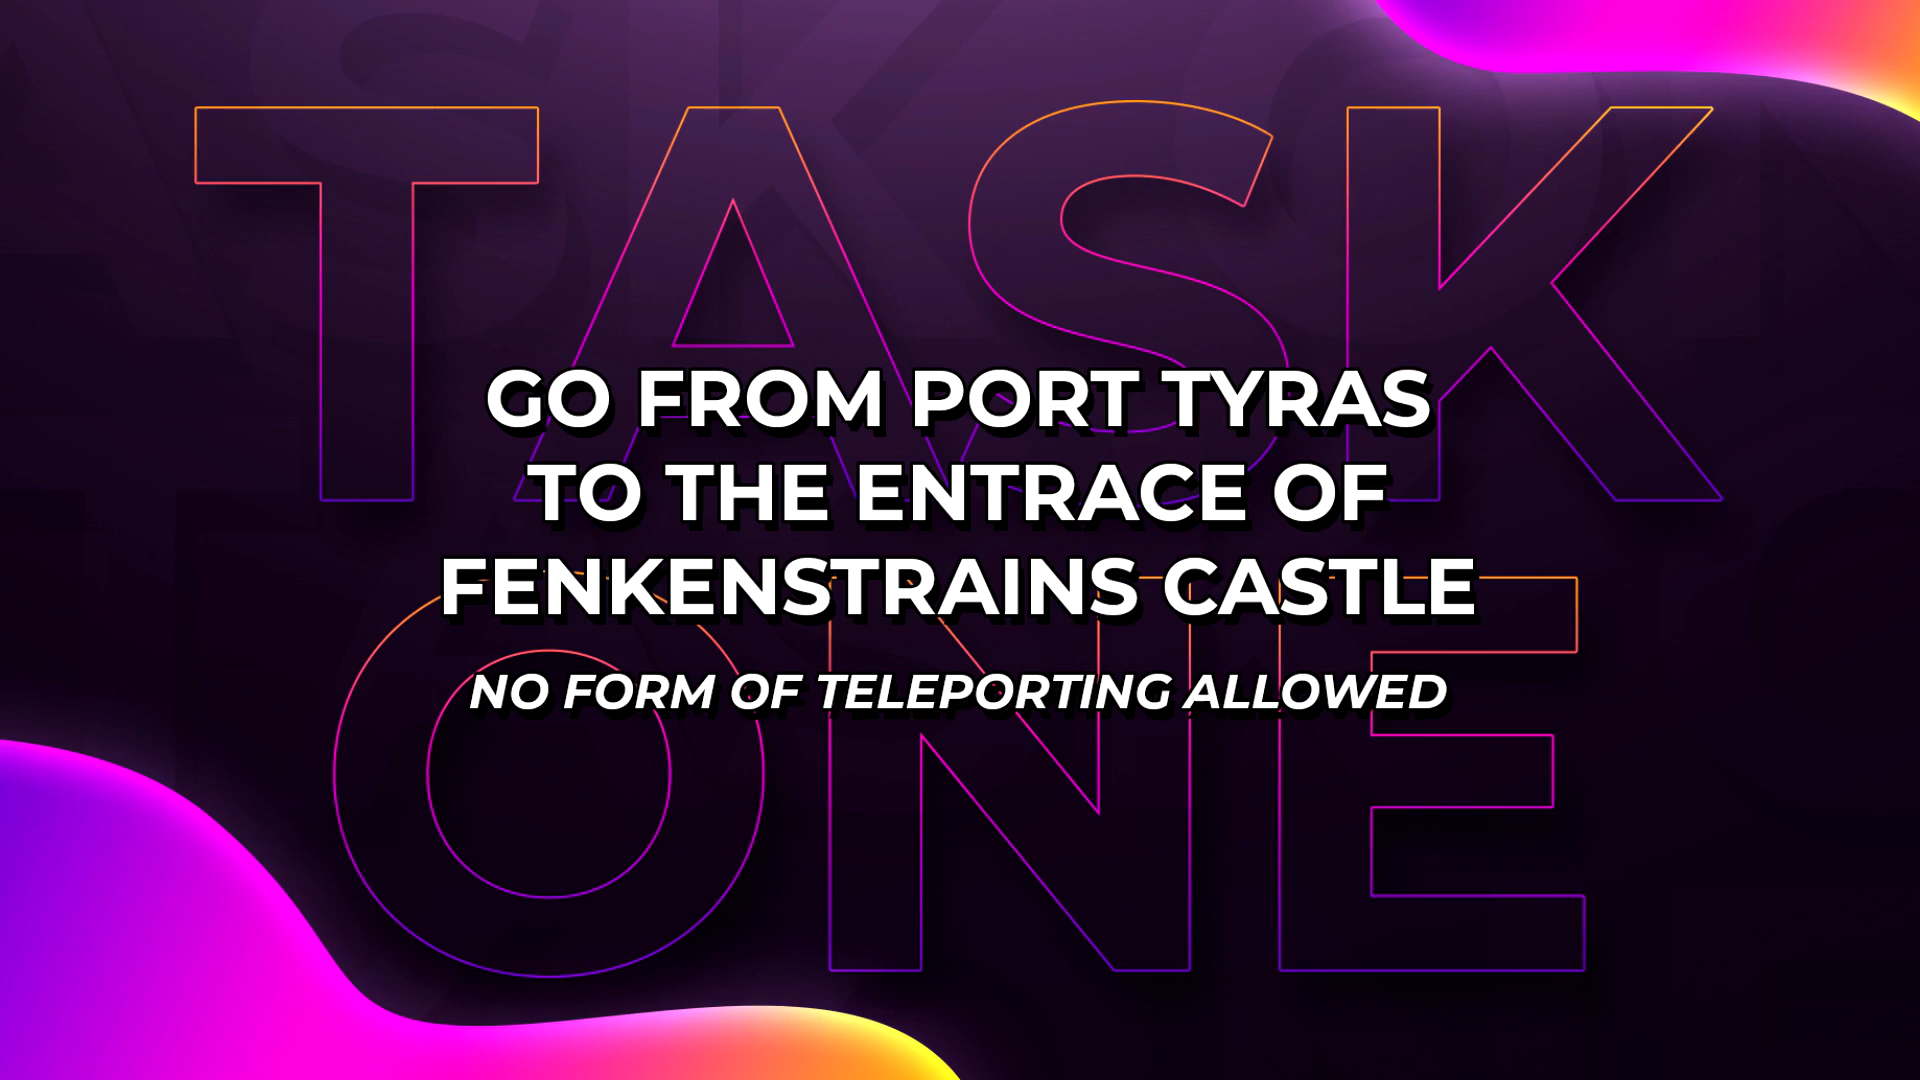 TASK
GO FROM PORT TYRAS
TO THE ENTRACE OF
FENKENSTRAINS CASTLE
NO FORM OF TELEPORTING ALLOWED
ONE